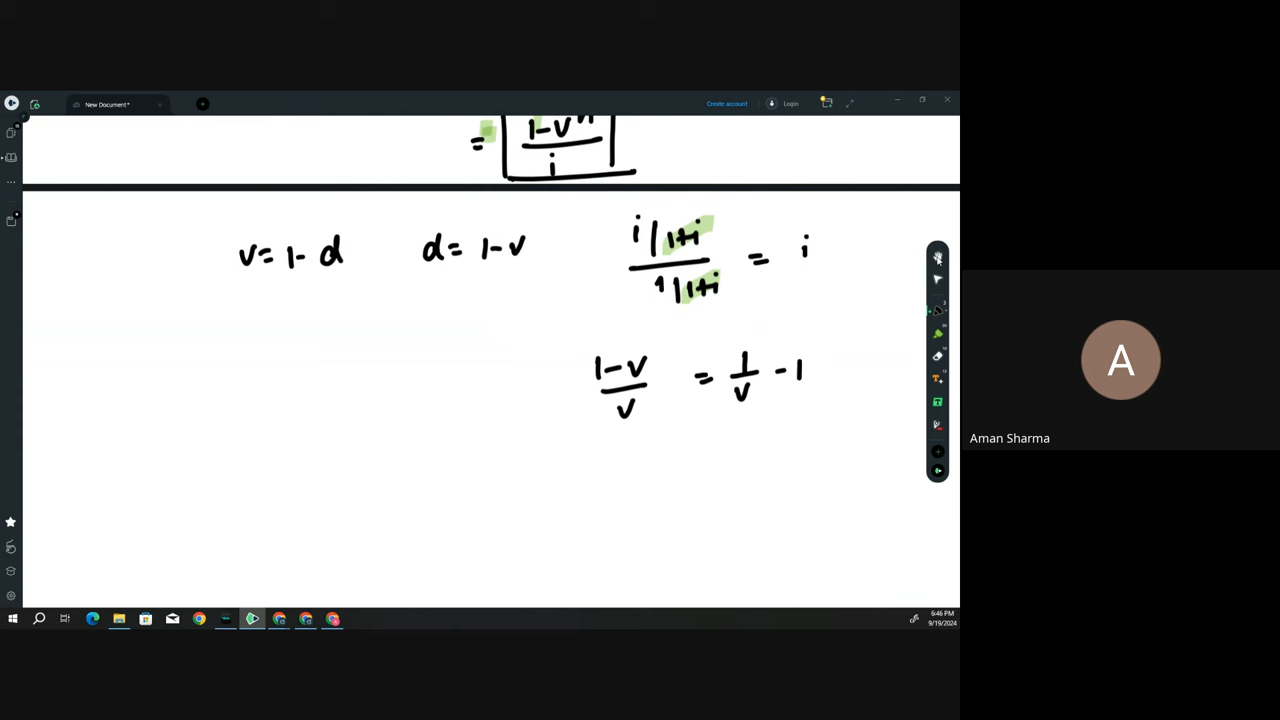 New Document*
Create account
Login
= 1-vⁿ / i
v = 1- d
d = 1-v
i|1+i / 1|1+i = i
1-v / v = 1/v - 1
A
Aman Sharma
6:46 PM
9/19/2024